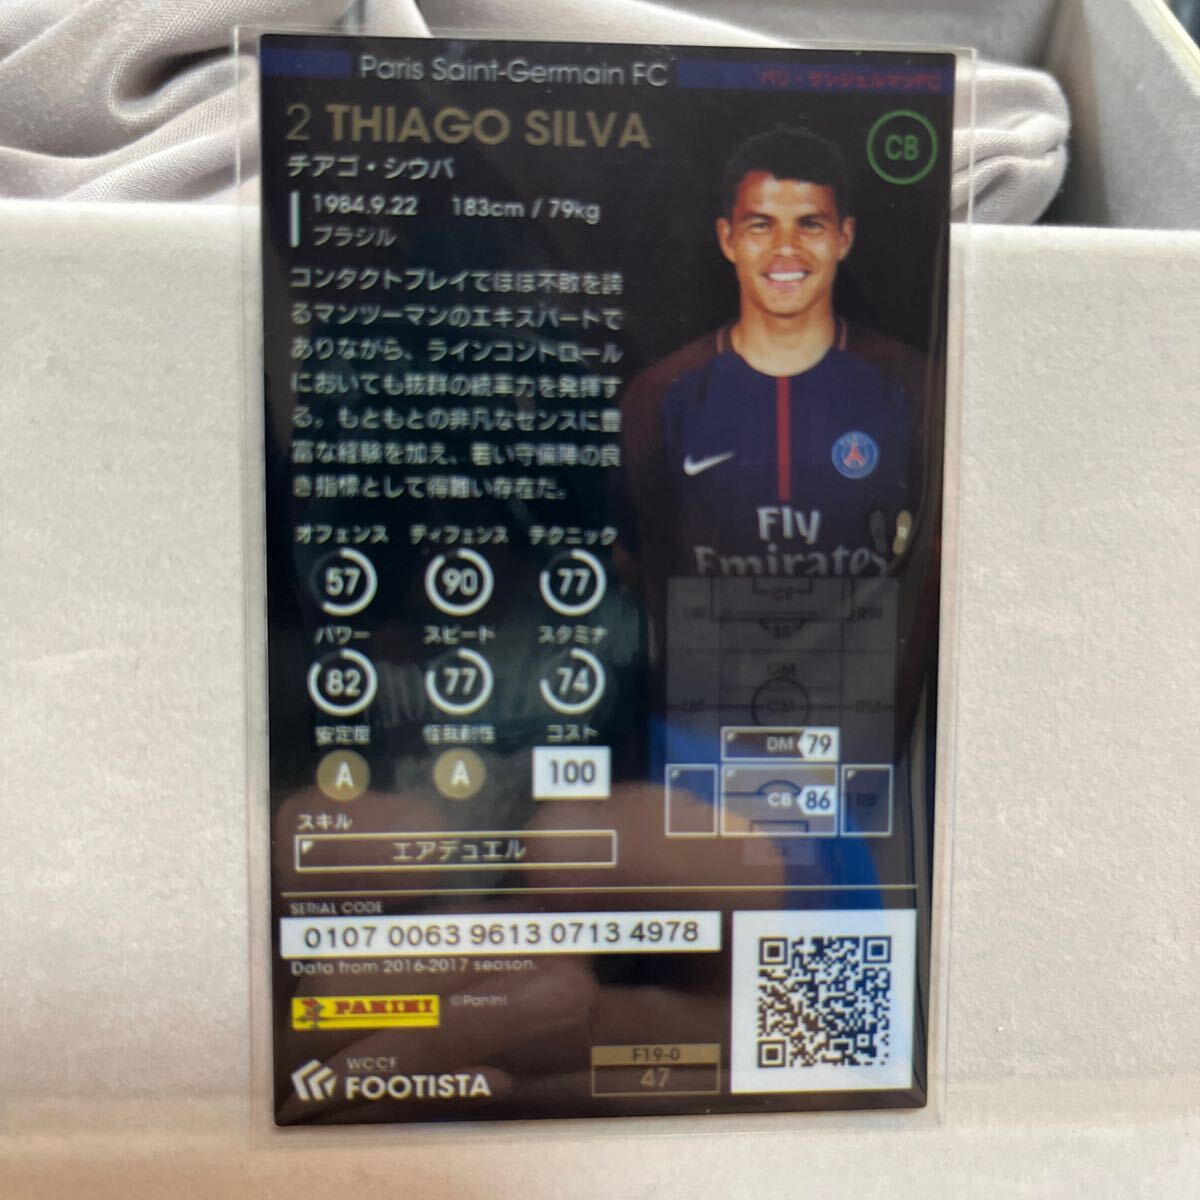 Paris Saint-Germain FC
パリ・サンジェルマンFC
2 THIAGO SILVA
CB
チアゴ・シウバ
1984.9.22 183cm / 79kg
ブラジル
コンタクトプレイでほぼ不敗を誇
るマンツーマンのエキスパートで
ありながら、ラインコントロール
においても抜群の統率力を発揮す
る。もともとの非凡なセンスに豊
富な経験を加え、若い守備陣の良
き指標として得難い存在だ。
PARIS
Fly
Emirates
R
オフェンス ディフェンス テクニック
57 90 77
パワー スピード スタミナ
82 77 74
安定度 怪我耐性 コスト
A A 100
CF
LW RW
SS
OM
LM CM RM
DM 79
CB 86 RB
GK
スキル
エアデュエル
SERIAL CODE
0107 0063 9613 0713 4978
Data from 2016-2017 season.
PANINI ©Panini
WCCF
FOOTISTA
F19-0
47